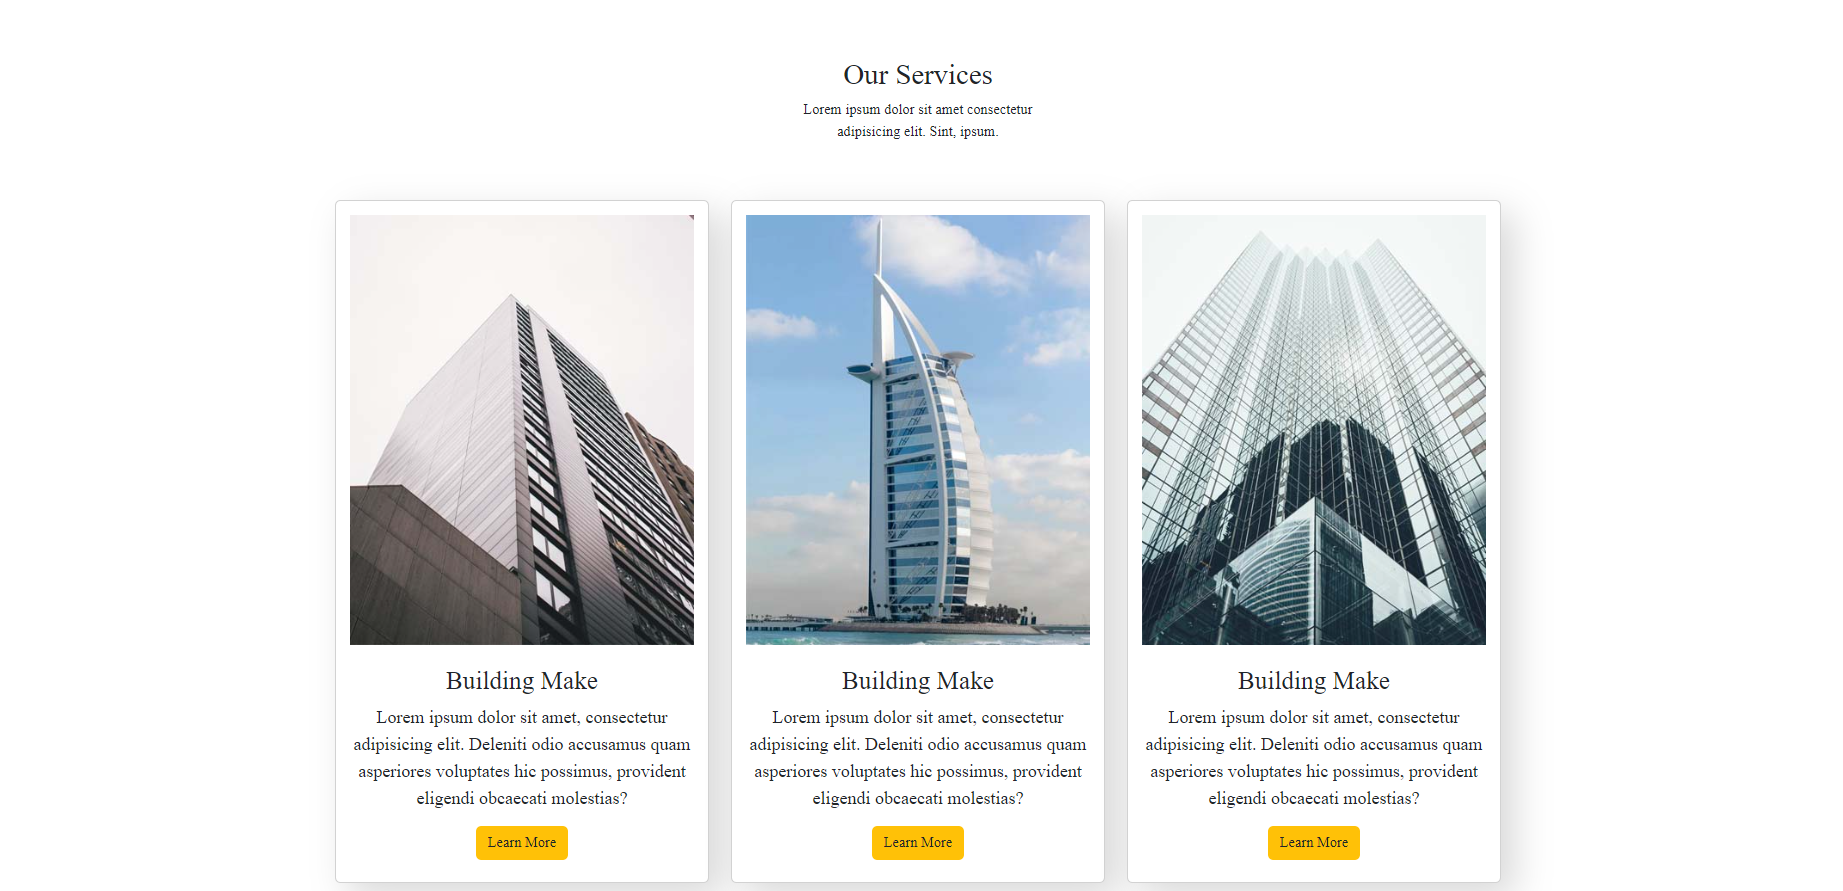 Our Services
Lorem ipsum dolor sit amet consectetur
adipisicing elit. Sint, ipsum.
Building Make
Lorem ipsum dolor sit amet, consectetur
adipisicing elit. Deleniti odio accusamus quam
asperiores voluptates hic possimus, provident
eligendi obcaecati molestias?
Learn More
Building Make
Lorem ipsum dolor sit amet, consectetur
adipisicing elit. Deleniti odio accusamus quam
asperiores voluptates hic possimus, provident
eligendi obcaecati molestias?
Learn More
Building Make
Lorem ipsum dolor sit amet, consectetur
adipisicing elit. Deleniti odio accusamus quam
asperiores voluptates hic possimus, provident
eligendi obcaecati molestias?
Learn More